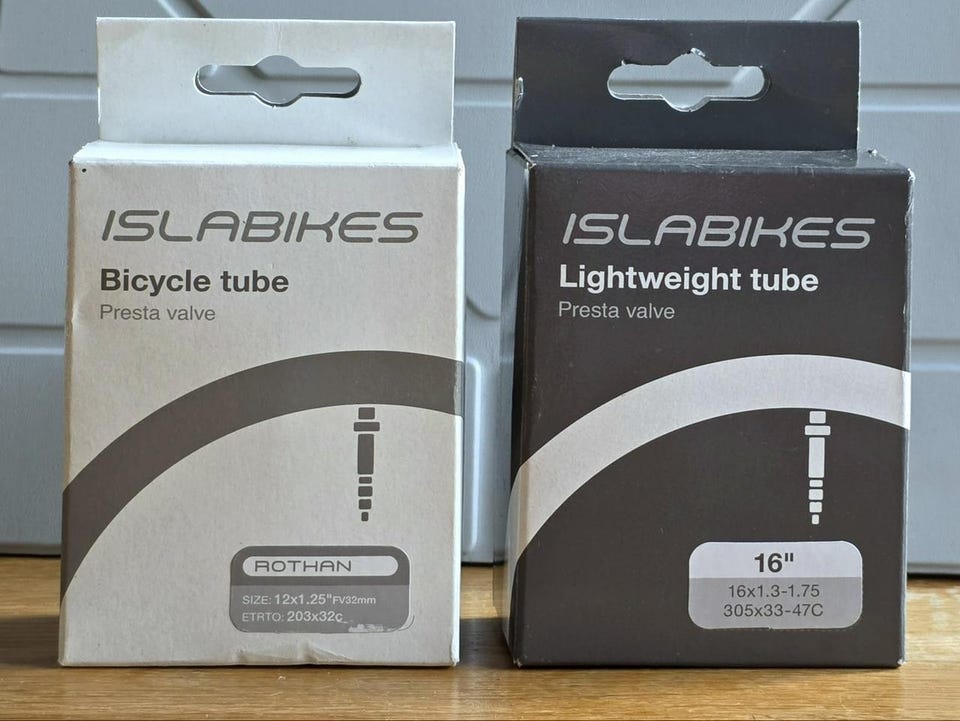 ISLABIKES
Bicycle tube
Presta valve
ROTHAN
SIZE: 12x1.25"FV32mm
ETRTO: 203x32c
ISLABIKES
Lightweight tube
Presta valve
16"
16x1.3-1.75
305x33-47C